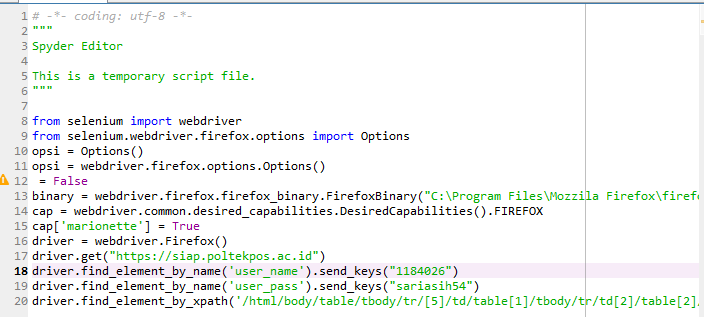 1 # -*- coding: utf-8 -*-
2 """
3 Spyder Editor
4
5 This is a temporary script file.
6 """
7
8 from selenium import webdriver
9 from selenium.webdriver.firefox.options import Options
10 opsi = Options()
11 opsi = webdriver.firefox.options.Options()
12 = False
13 binary = webdriver.firefox.firefox_binary.FirefoxBinary("C:\Program Files\Mozzila Firefox\firefo
14 cap = webdriver.common.desired_capabilities.DesiredCapabilities().FIREFOX
15 cap['marionette'] = True
16 driver = webdriver.Firefox()
17 driver.get("https://siap.poltekpos.ac.id")
18 driver.find_element_by_name('user_name').send_keys("1184026")
19 driver.find_element_by_name('user_pass').send_keys("sariasih54")
20 driver.find_element_by_xpath('/html/body/table/tbody/tr/[5]/td/table[1]/tbody/tr/td[2]/table[2]/